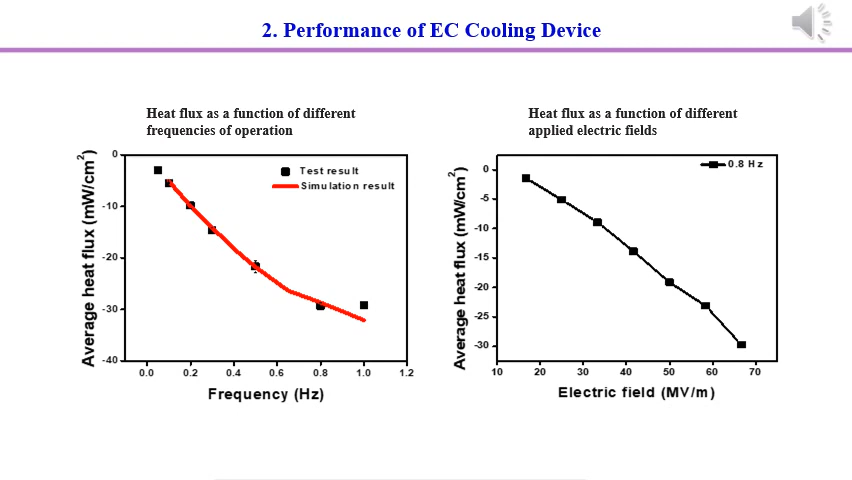 2. Performance of EC Cooling Device
Heat flux as a function of different
frequencies of operation
Average heat flux (mW/cm²)
0
-10
-20
-30
-40
Test result
Simulation result
0.0 0.2 0.4 0.6 0.8 1.0 1.2
Frequency (Hz)
Heat flux as a function of different
applied electric fields
Average heat flux (mW/cm²)
0
-5
-10
-15
-20
-25
-30
0.8 Hz
10 20 30 40 50 60 70
Electric field (MV/m)